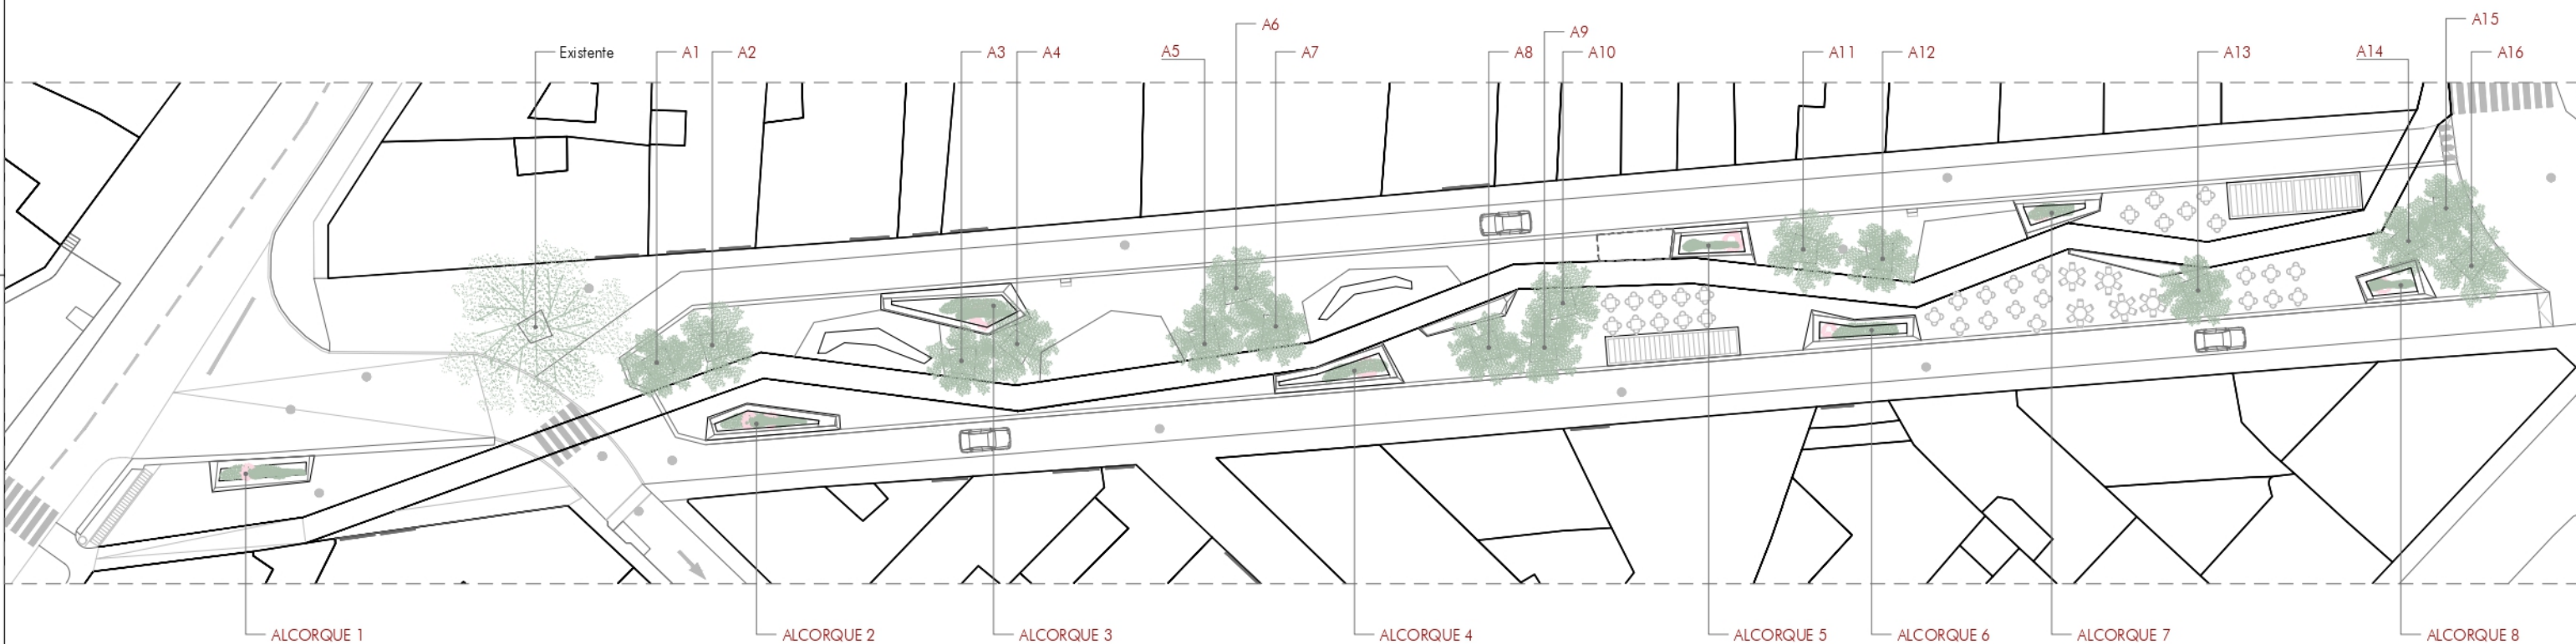 A15
A6
A9
Existente
A1
A2
A3
A4
A5
A7
A8
A10
A11
A12
A13
A14
A16
ALCORQUE 1
ALCORQUE 2
ALCORQUE 3
ALCORQUE 4
ALCORQUE 5
ALCORQUE 6
ALCORQUE 7
ALCORQUE 8